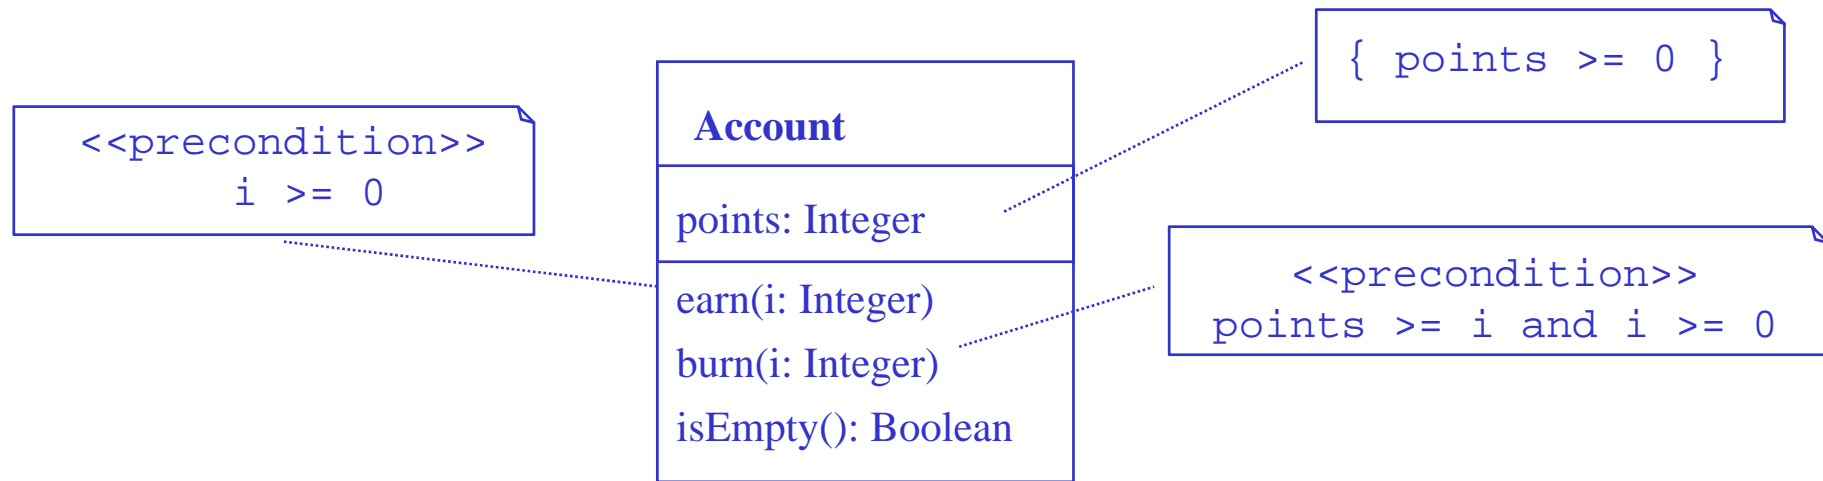 { points >= 0 }
<<precondition>>
i >= 0
Account
points: Integer
earn(i: Integer)
burn(i: Integer)
isEmpty(): Boolean
<<precondition>>
points >= i and i >= 0